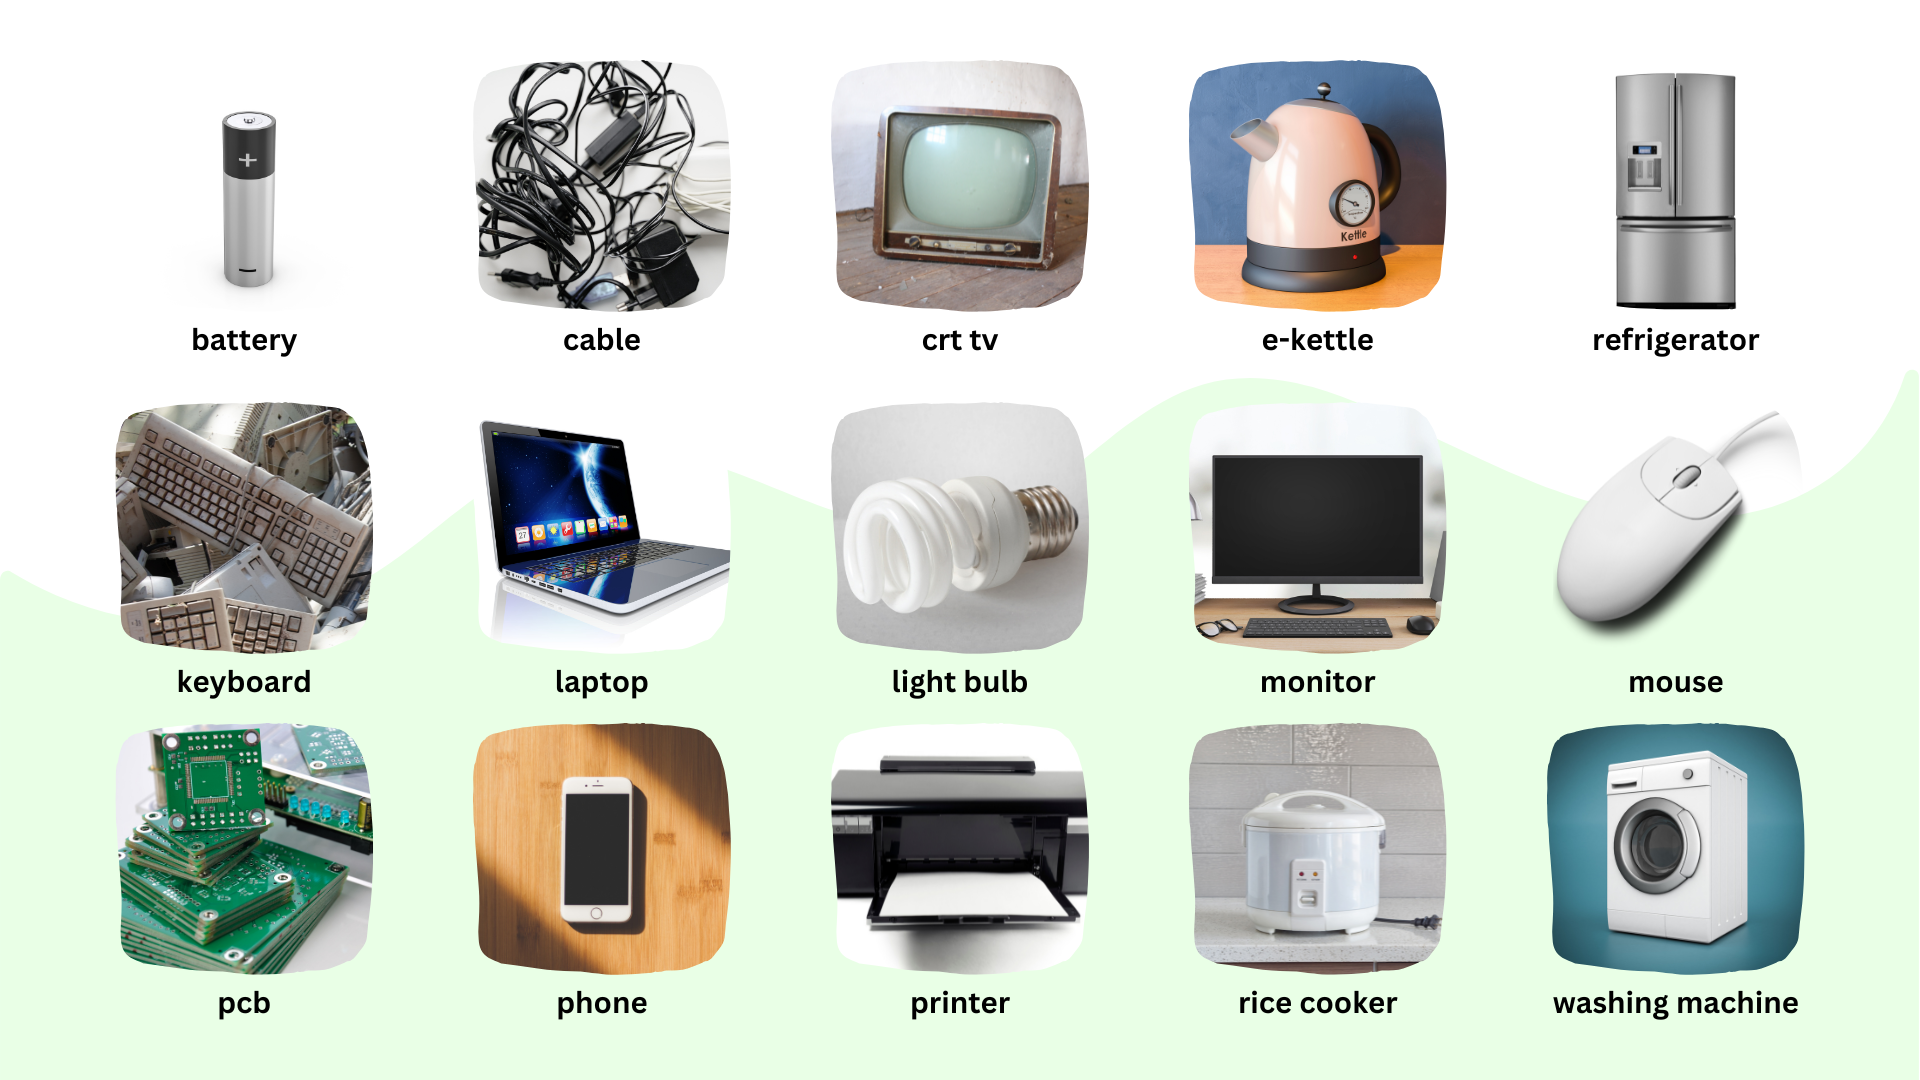 Kettle
battery
cable
crt tv
e-kettle
refrigerator
27
keyboard
laptop
light bulb
monitor
mouse
pcb
phone
printer
rice cooker
washing machine